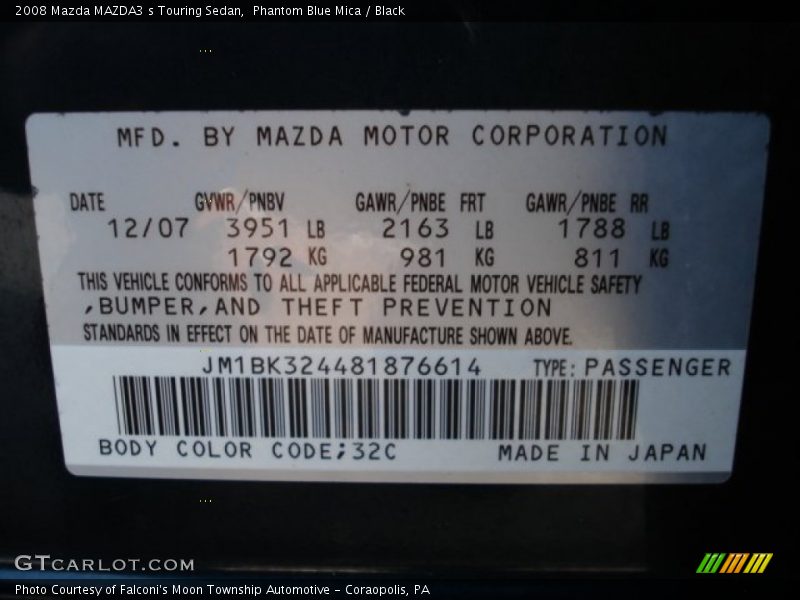 2008 Mazda MAZDA3 s Touring Sedan,  Phantom Blue Mica / Black
MFD. BY MAZDA MOTOR CORPORATION
DATE GVWR/PNBV GAWR/PNBE FRT GAWR/PNBE RR
12/07 3951 LB 2163 LB 1788 LB
1792 KG 981 KG 811 KG
THIS VEHICLE CONFORMS TO ALL APPLICABLE FEDERAL MOTOR VEHICLE SAFETY
,BUMPER,AND THEFT PREVENTION
STANDARDS IN EFFECT ON THE DATE OF MANUFACTURE SHOWN ABOVE.
JM1BK324481876614 TYPE: PASSENGER
BODY COLOR CODE;32C MADE IN JAPAN
GTCARLOT.COM
Photo Courtesy of Falconi's Moon Township Automotive - Coraopolis, PA